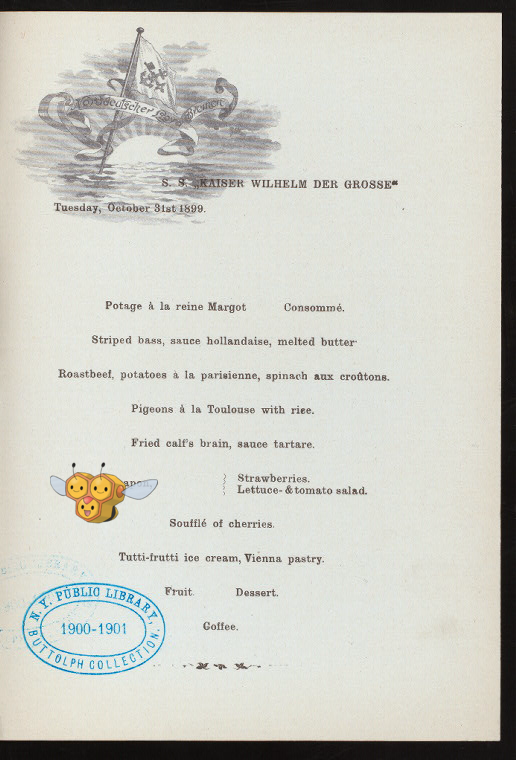 Norddeutscher Lloyd Bremen
S. S. „KAISER WILHELM DER GROSSE“
Tuesday, October 31st 1899.
Potage à la reine Margot Consommé.
Striped bass, sauce hollandaise, melted butter
Roastbeef, potatoes à la parisienne, spinach aux croûtons.
Pigeons à la Toulouse with rice.
Fried calf's brain, sauce tartare.
Strawberries.
Lettuce- & tomato salad.
Soufflé of cherries.
Tutti-frutti ice cream, Vienna pastry.
Fruit. Dessert.
Goffee.
N. Y. PUBLIC LIBRARY,
1900-1901
BUTTOLPH COLLECTION.